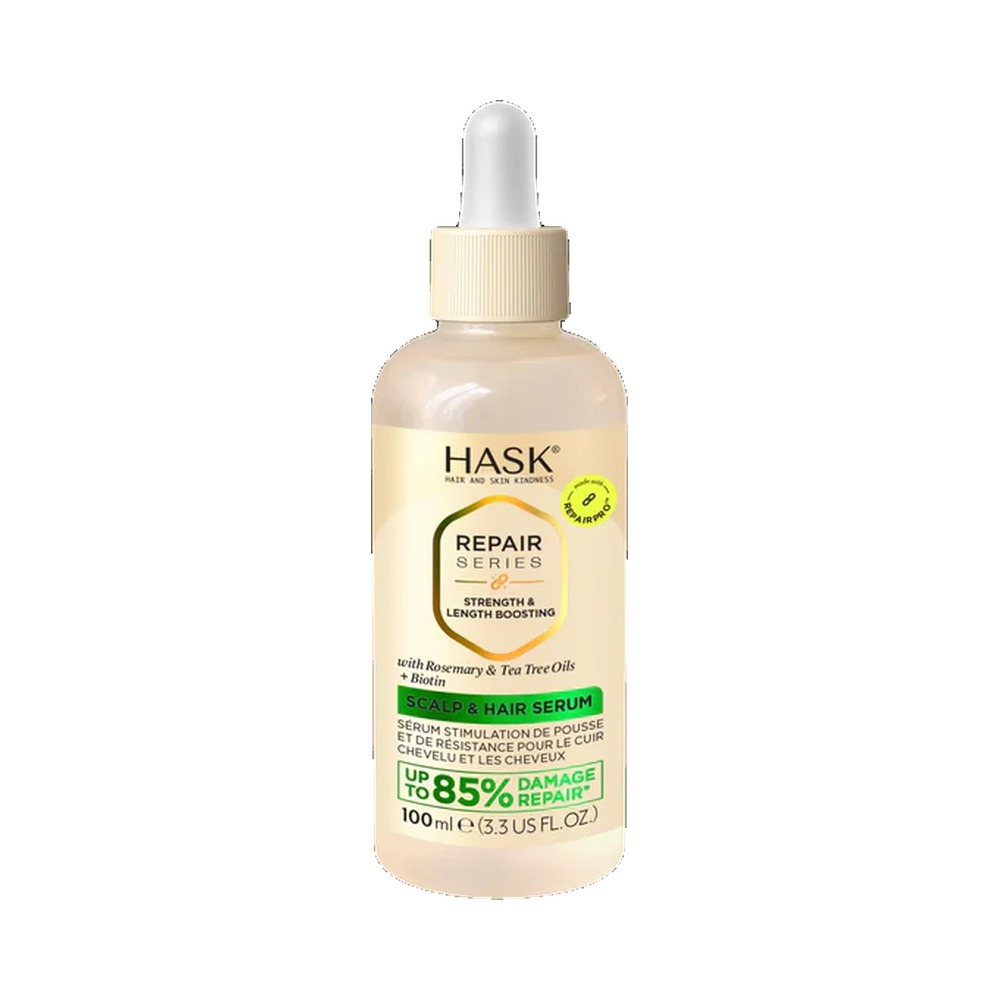 HASK®
HAIR AND SKIN KINDNESS
made with
REPAIRPRO™
REPAIR
SERIES
STRENGTH &
LENGTH BOOSTING
with Rosemary & Tea Tree Oils
+ Biotin
SCALP & HAIR SERUM
SÉRUM STIMULATION DE POUSSE
ET DE RÉSISTANCE POUR LE CUIR
CHEVELU ET LES CHEVEUX
UP TO 85% DAMAGE REPAIR*
100 ml ℮ (3.3 US FL. OZ.)